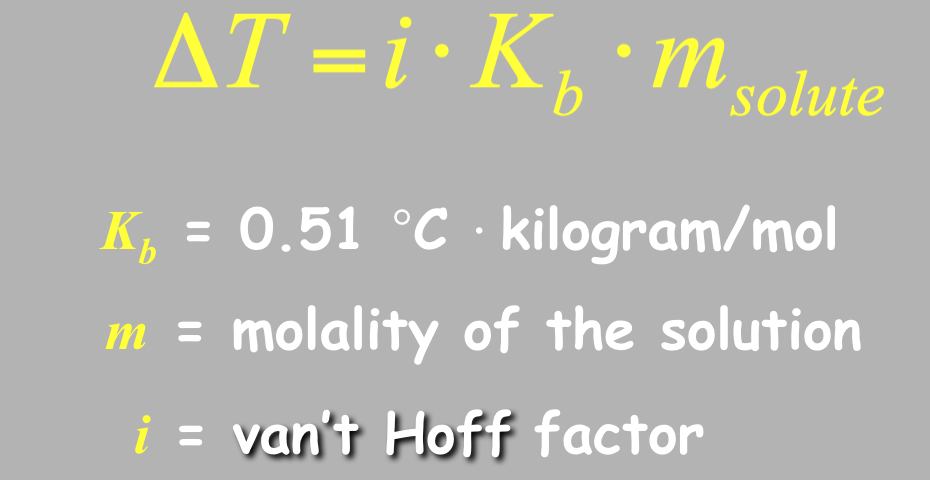 ΔT = i · K_b · m_solute
K_b = 0.51 °C · kilogram/mol
m = molality of the solution
i = van't Hoff factor